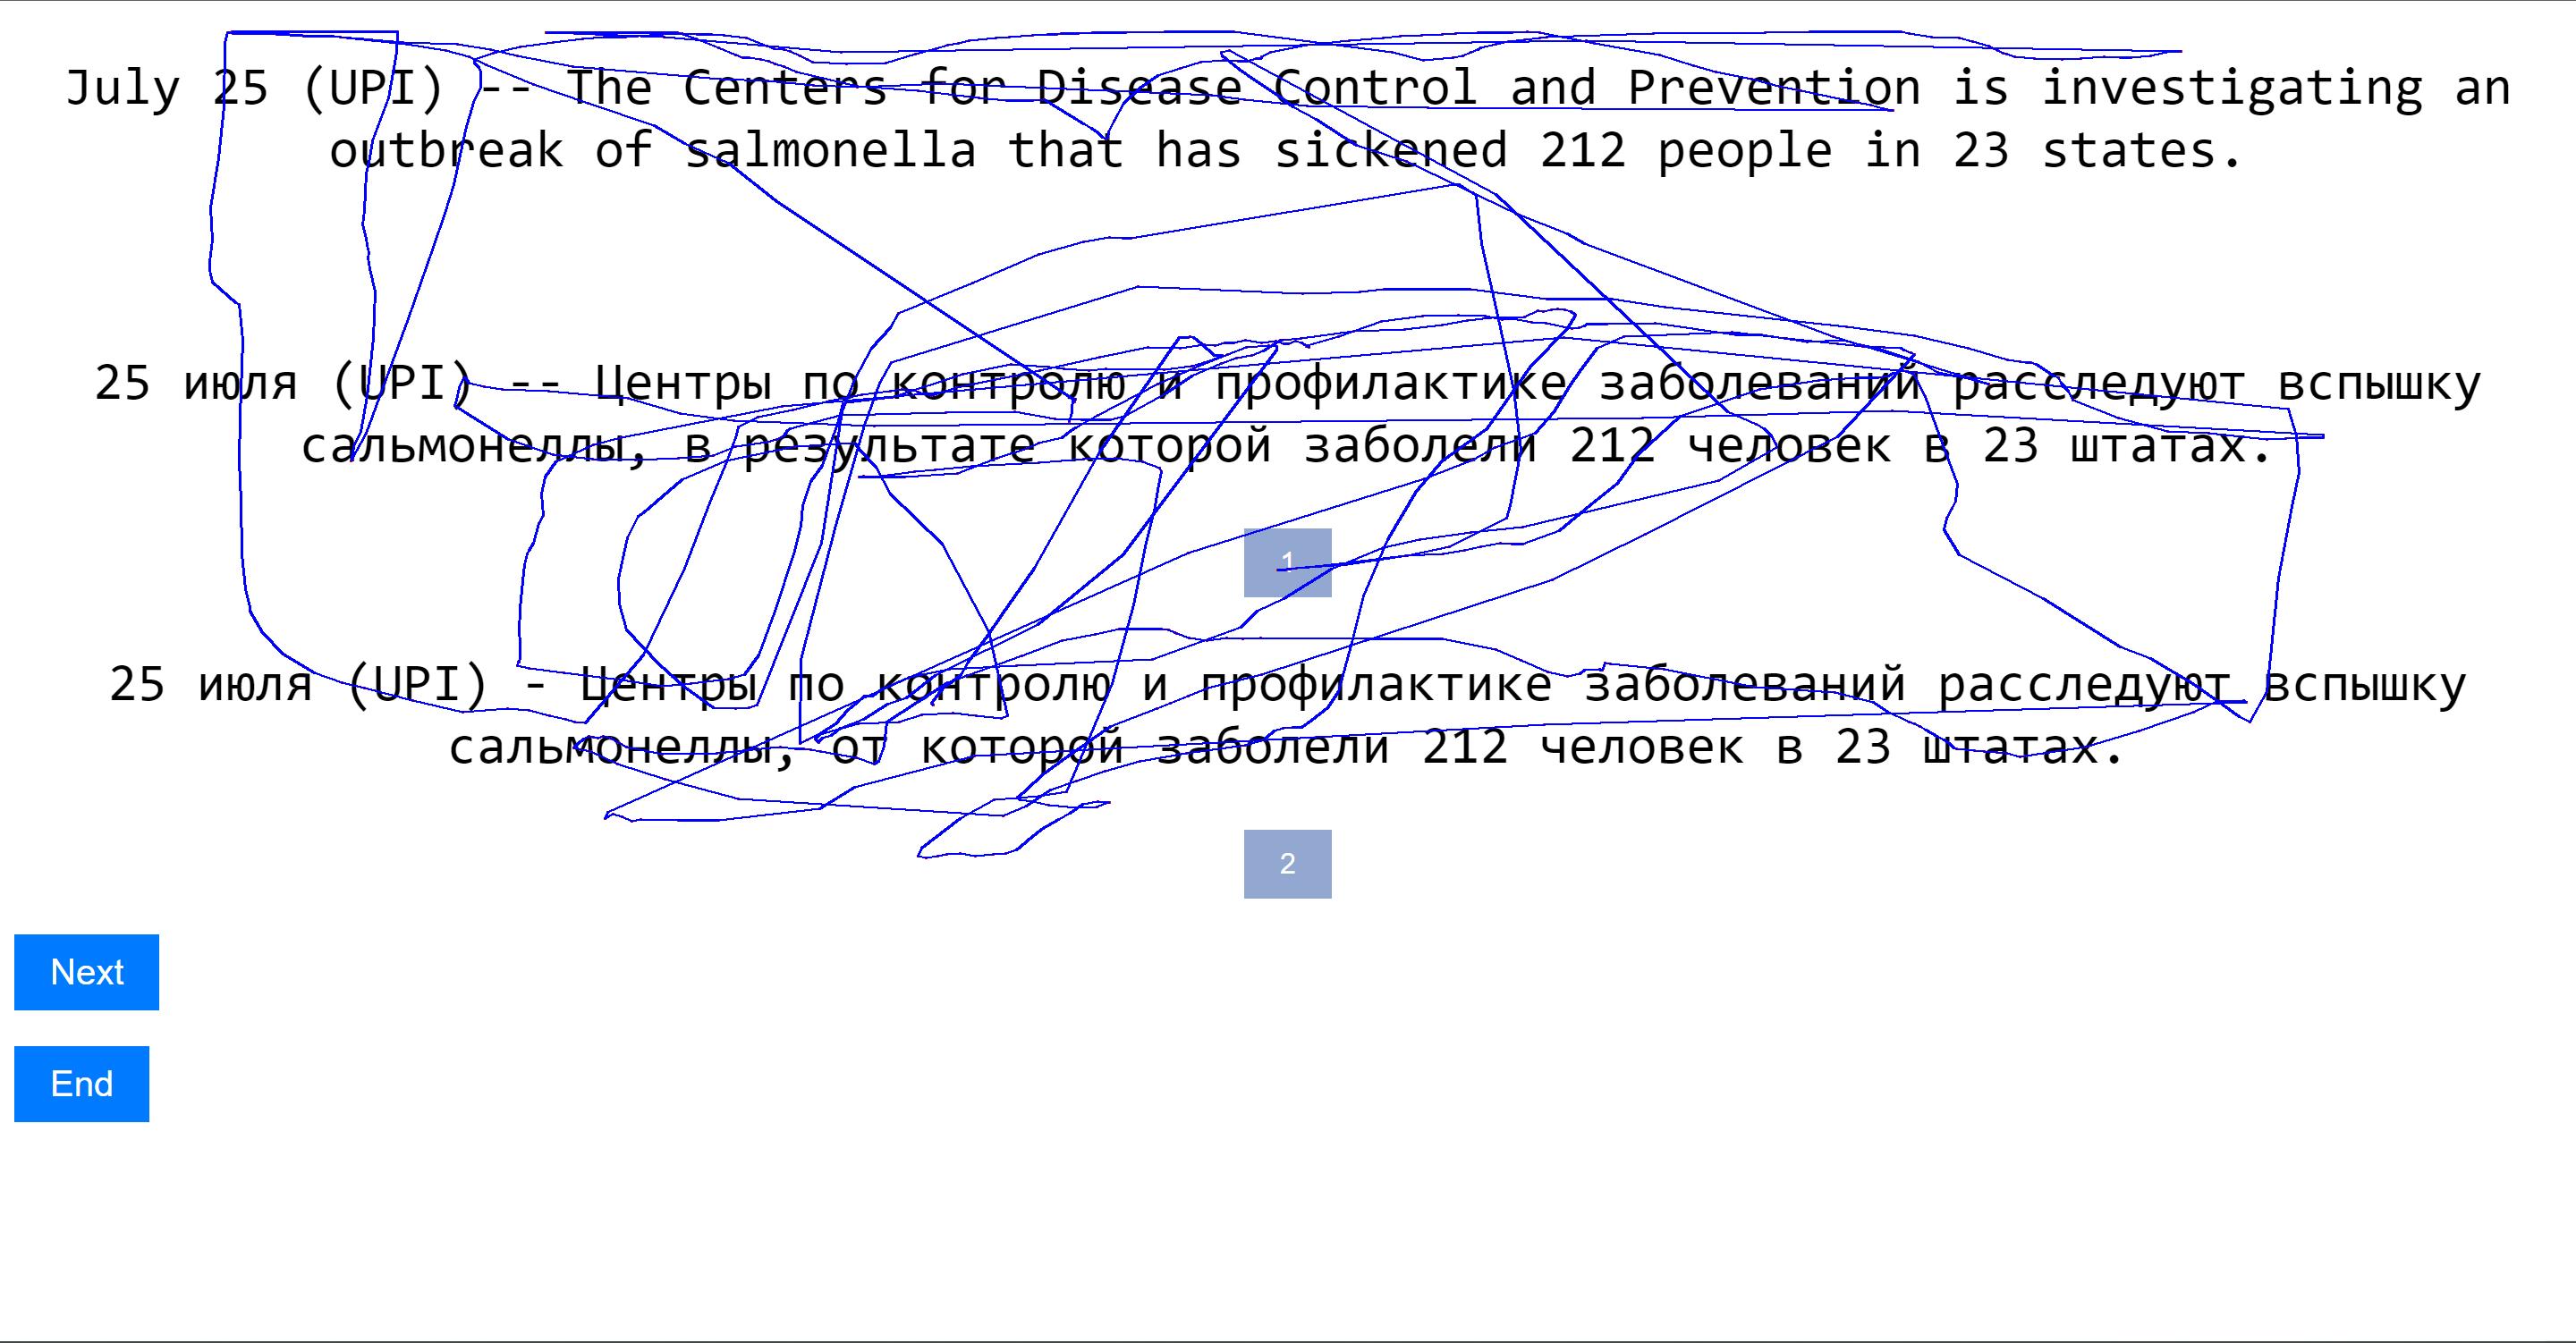 July 25 (UPI) -- The Centers for Disease Control and Prevention is investigating an
outbreak of salmonella that has sickened 212 people in 23 states.
25 июля (UPI) -- Центры по контролю и профилактике заболеваний расследуют вспышку
сальмонеллы, в результате которой заболели 212 человек в 23 штатах.
1
25 июля (UPI) - Центры по контролю и профилактике заболеваний расследуют вспышку
сальмонеллы, от которой заболели 212 человек в 23 штатах.
2
Next
End